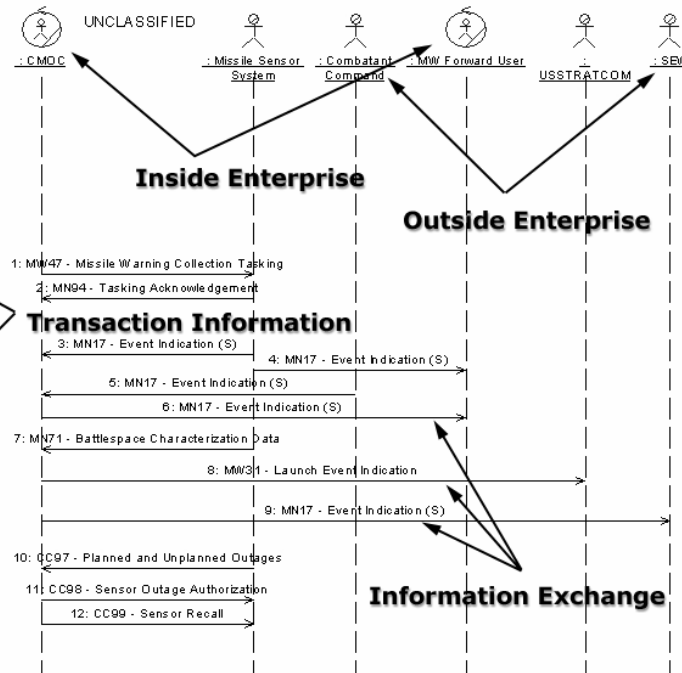 UNCLASSIFIED
: CMOC
: Missile Sensor
System
: Combatant
Command
: MW Forward User
:
USSTRATCOM
: SEW
Inside Enterprise
Outside Enterprise
1: MW47 - Missile Warning Collection Tasking
2: MN94 - Tasking Acknowledgement
Transaction Information
3: MN17 - Event Indication (S)
4: MN17 - Event Indication (S)
5: MN17 - Event Indication (S)
6: MN17 - Event Indication (S)
7: MN71 - Battlespace Characterization Data
8: MW31 - Launch Event Indication
9: MN17 - Event Indication (S)
10: CC97 - Planned and Unplanned Outages
11: CC98 - Sensor Outage Authorization
Information Exchange
12: CC99 - Sensor Recall